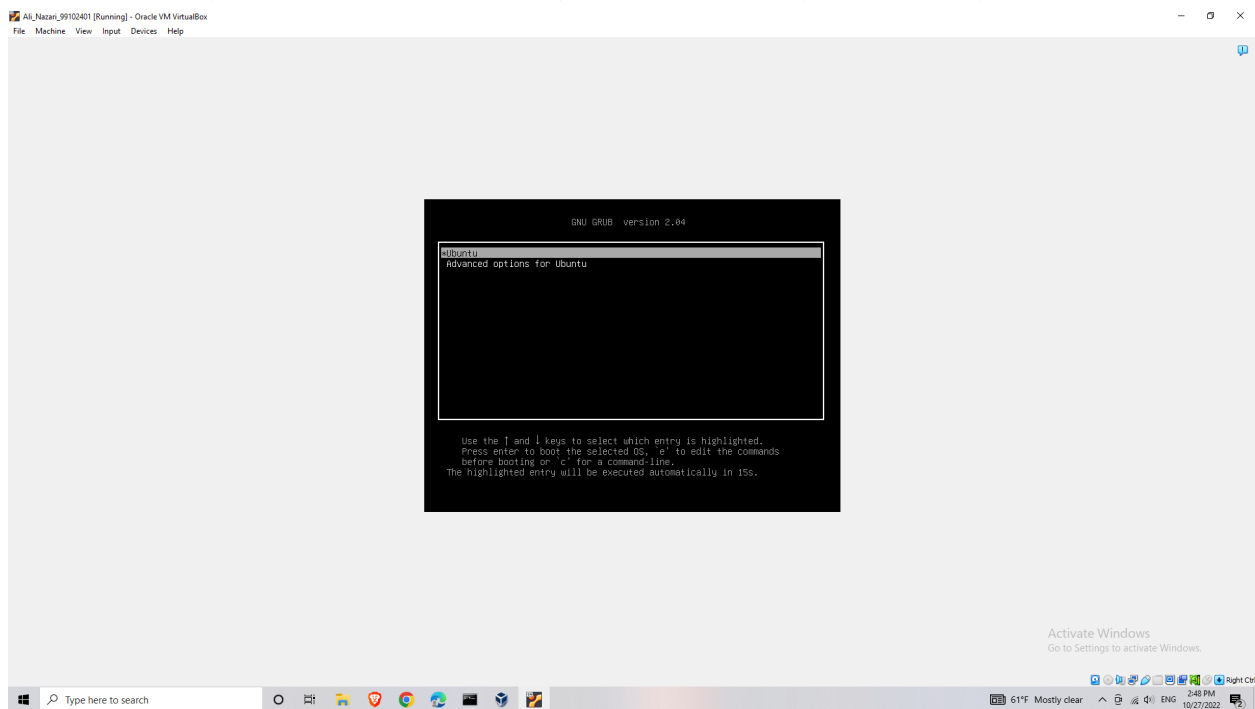 Ali_Nazari_99102401 [Running] - Oracle VM VirtualBox
File Machine View Input Devices Help
GNU GRUB version 2.04
*Ubuntu
Advanced options for Ubuntu
Use the ↑ and ↓ keys to select which entry is highlighted.
Press enter to boot the selected OS, `e' to edit the commands
before booting or `c' for a command-line.
The highlighted entry will be executed automatically in 15s.
Activate Windows
Go to Settings to activate Windows.
Right Ctrl
Type here to search
61°F Mostly clear
ENG
2:48 PM
10/27/2022
2